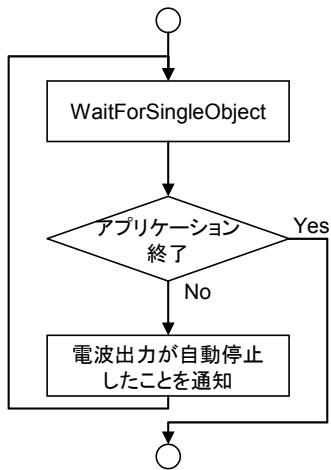 WaitForSingleObject
アプリケーション
終了
Yes
No
電波出力が自動停止
したことを通知